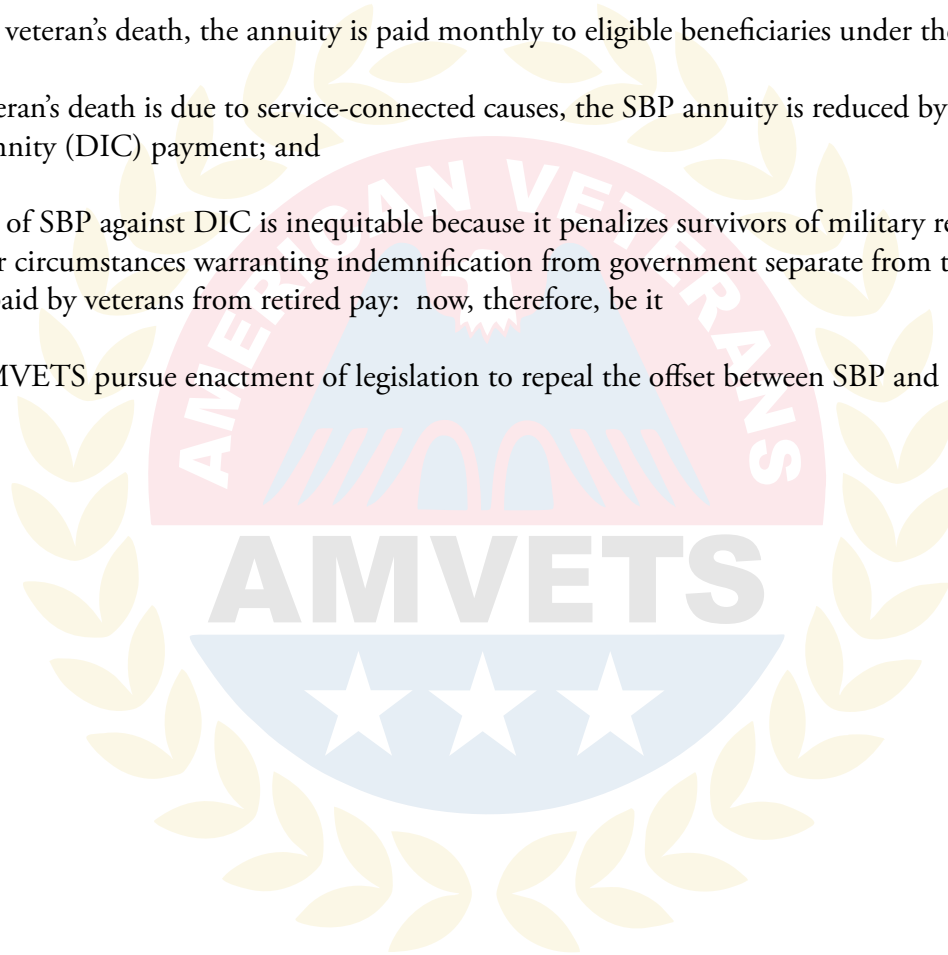 veteran’s death, the annuity is paid monthly to eligible beneficiaries under the
eran’s death is due to service-connected causes, the SBP annuity is reduced by
nnity (DIC) payment; and
of SBP against DIC is inequitable because it penalizes survivors of military re
r circumstances warranting indemnification from government separate from t
aid by veterans from retired pay:  now, therefore, be it
MVETS pursue enactment of legislation to repeal the offset between SBP and
AMERICAN VETERANS
AMVETS